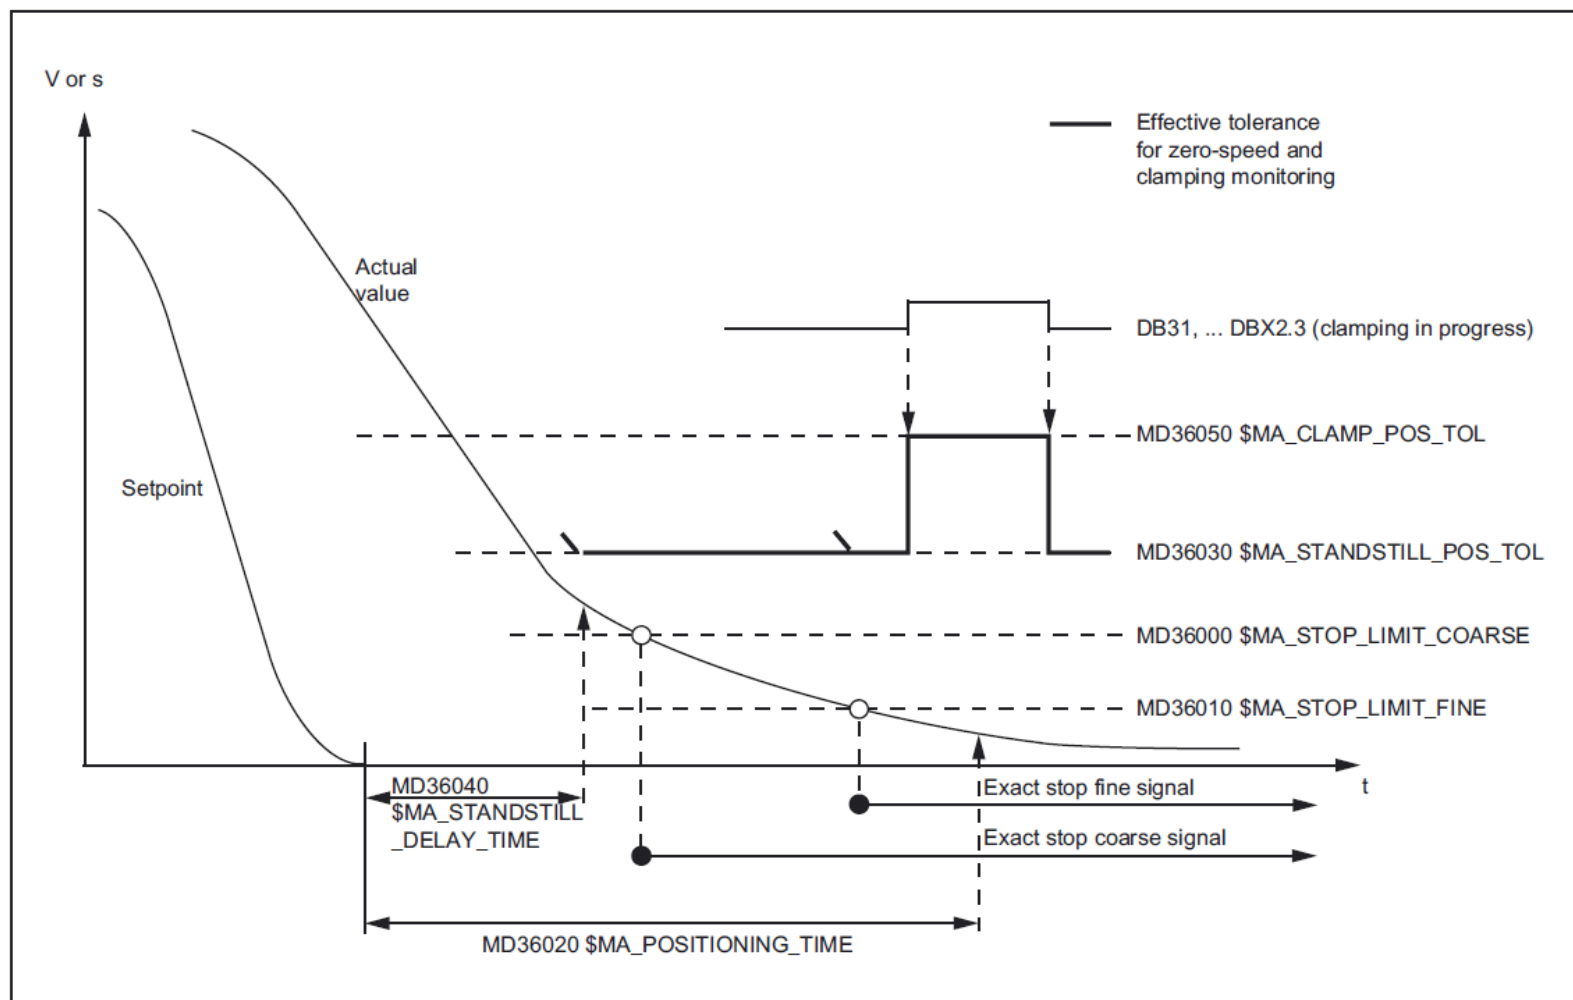 V or s
Effective tolerance
for zero-speed and
clamping monitoring
Actual
value
DB31, ... DBX2.3 (clamping in progress)
MD36050 $MA_CLAMP_POS_TOL
Setpoint
MD36030 $MA_STANDSTILL_POS_TOL
MD36000 $MA_STOP_LIMIT_COARSE
MD36010 $MA_STOP_LIMIT_FINE
MD36040
$MA_STANDSTILL
_DELAY_TIME
t
Exact stop fine signal
Exact stop coarse signal
MD36020 $MA_POSITIONING_TIME